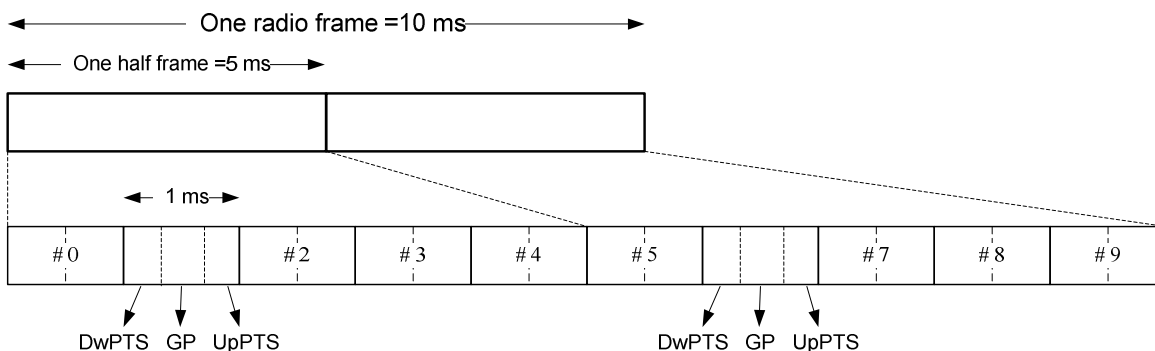 One radio frame =10 ms
One half frame =5 ms
1 ms
#0 #2 #3 #4 #5 #7 #8 #9
DwPTS GP UpPTS DwPTS GP UpPTS